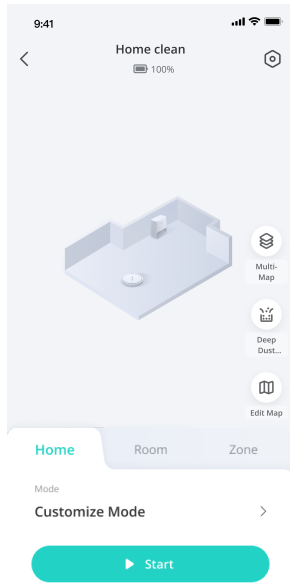 9:41
Home clean
100%
Multi-
Map
Deep
Dust...
Edit Map
Home
Room
Zone
Mode
Customize Mode
Start